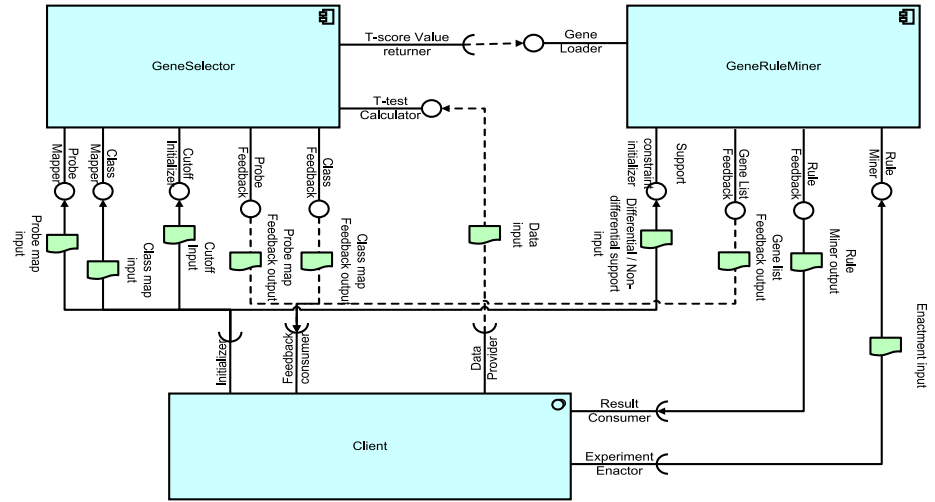 T-score Value
returner
Gene
Loader
GeneSelector
GeneRuleMiner
T-test
Calculator
Probe
Mapper
Class
Mapper
Cutoff
Initializer
Probe
Feedback
Class
Feedback
Support
constraint
initializer
Gene List
Feedback
Rule
Feedback
Rule
Miner
Probe map
input
Class map
input
Cutoff
Input
Probe map
Feedback output
Class map
Feedback output
Data
input
Differential / Non-
differential support
input
Gene list
Feedback output
Rule
Miner output
Enactment input
Initializer
Feedback
consumer
Data
Provider
Client
Result
Consumer
Experiment
Enactor